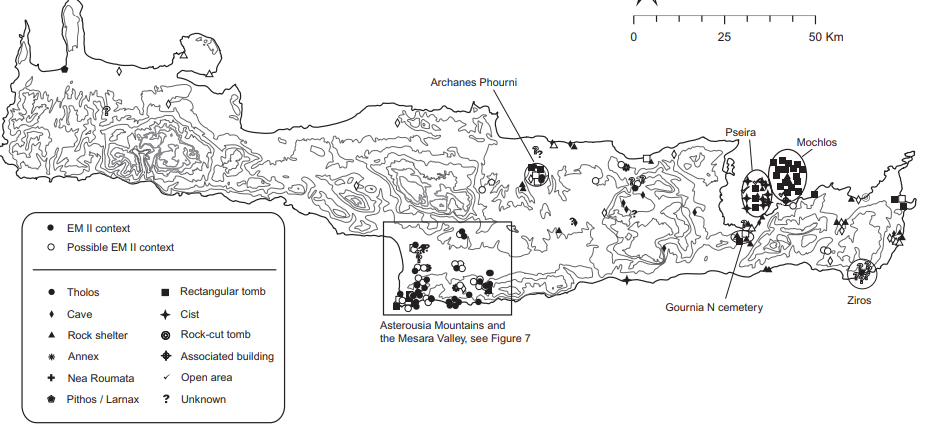 0 25 50 Km
Archanes Phourni
Pseira
Mochlos
EM II context
Possible EM II context
Tholos
Rectangular tomb
Cave
Cist
Rock shelter
Rock-cut tomb
Annex
Associated building
Nea Roumata
Open area
Pithos / Larnax
? Unknown
Asterousia Mountains and
the Mesara Valley, see Figure 7
Gournia N cemetery
Ziros